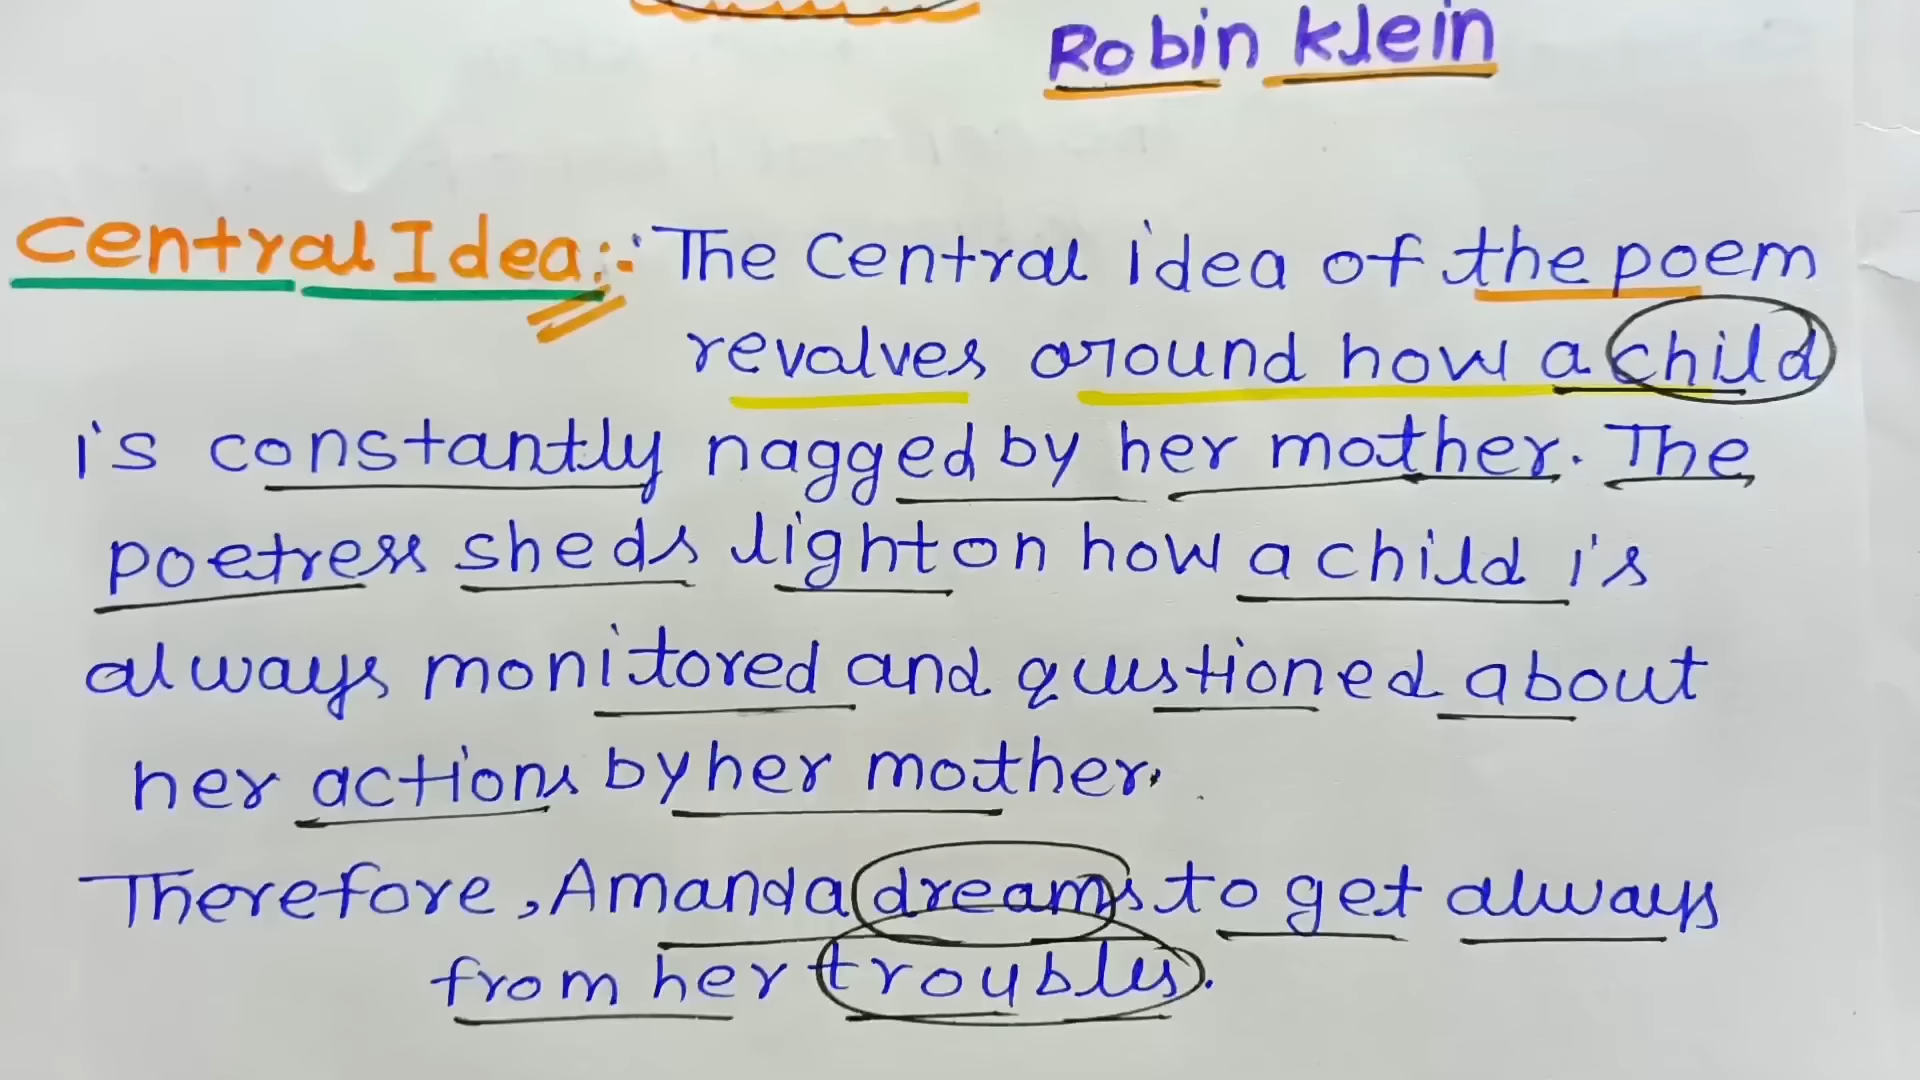 Robin Klein
Central Idea:- The Central idea of the poem
revalves around how a child
is constantly nagged by her mother. The
poetress sheds light on how a child is
always monitored and questioned about
her actions by her mother.
Therefore, Amanda dreams to get always
from her troubles.